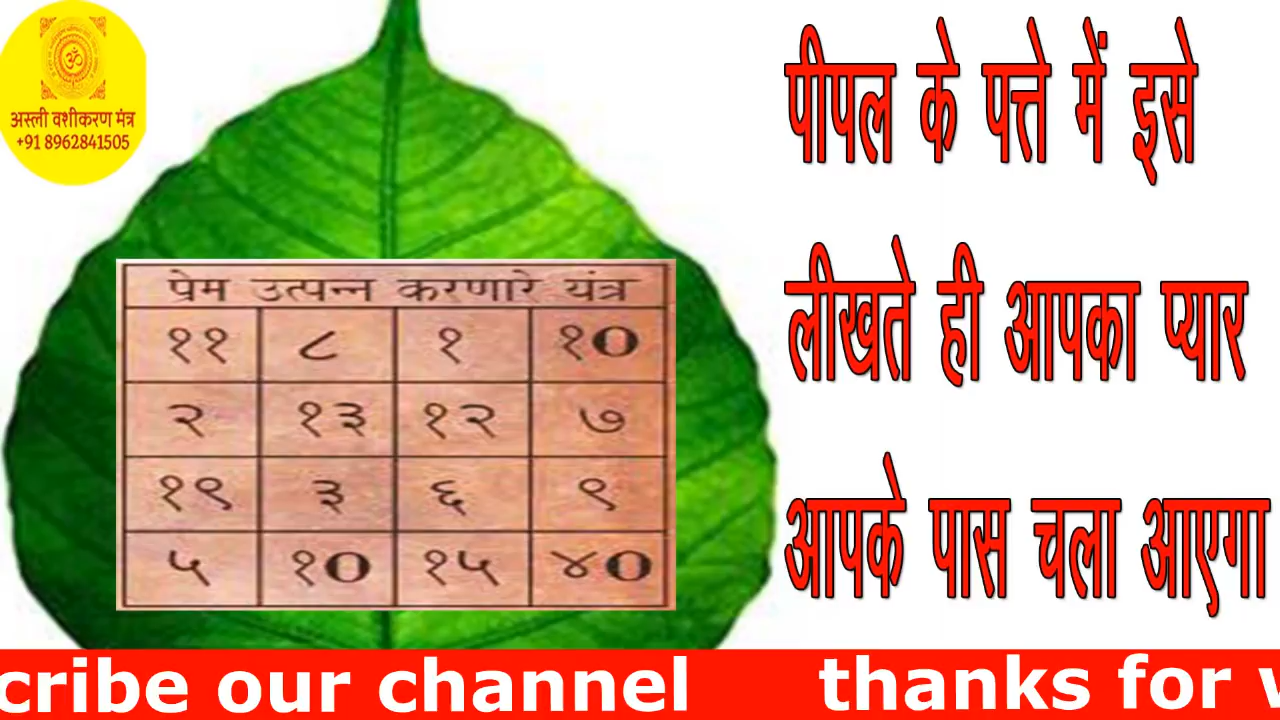 अस्ली वशीकरण मंत्र
+91 8962841505
पीपल के पत्ते में इसे
लीखते ही आपका प्यार
आपके पास चला आएगा
प्रेम उत्पन्न करणारे यंत्र
११ ८ १ १०
२ १३ १२ ७
१९ ३ ६ ९
५ १० १५ ४०
cribe our channel thanks for w